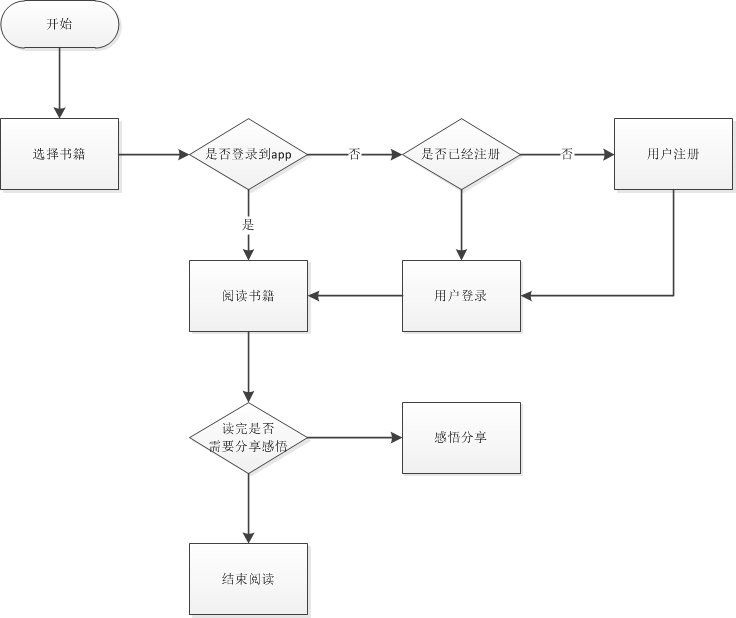 开始
选择书籍
是否登录到app
否
是否已经注册
否
用户注册
是
阅读书籍
用户登录
读完是否
需要分享感悟
感悟分享
结束阅读